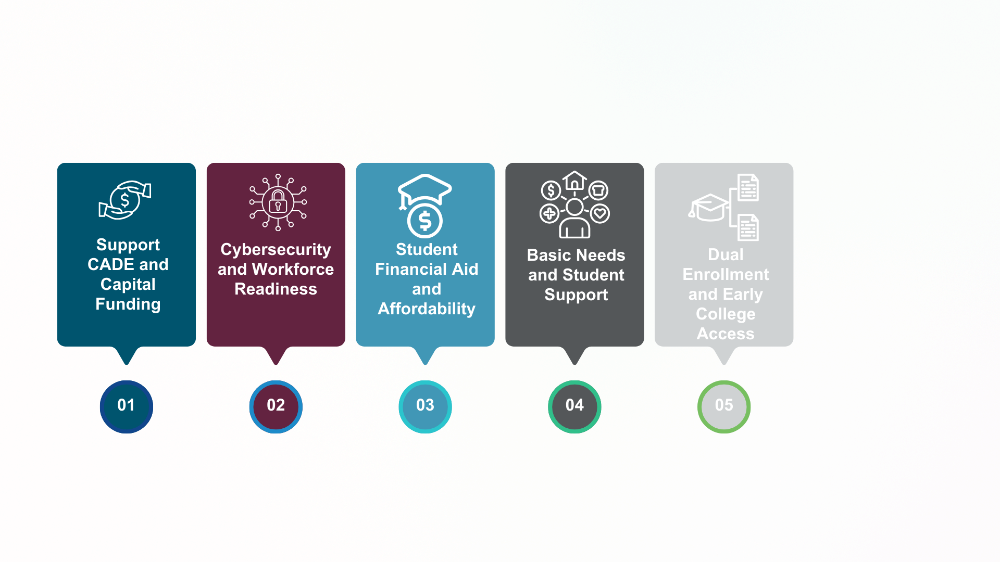 Support
CADE and
Capital
Funding
01
Cybersecurity
and Workforce
Readiness
02
Student
Financial Aid
and
Affordability
03
Basic Needs
and Student
Support
04
Dual
Enrollment
and Early
College
Access
05